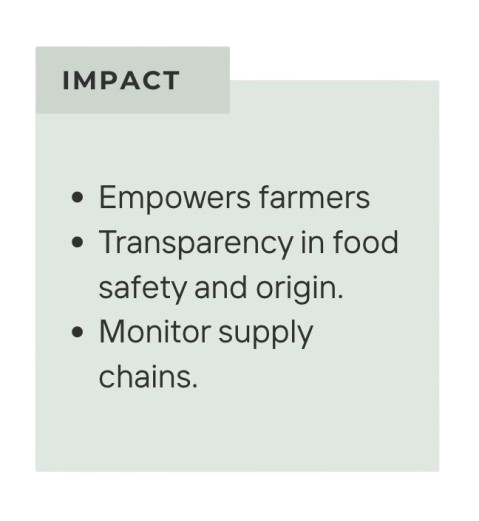 IMPACT
• Empowers farmers
• Transparency in food
safety and origin.
• Monitor supply
chains.